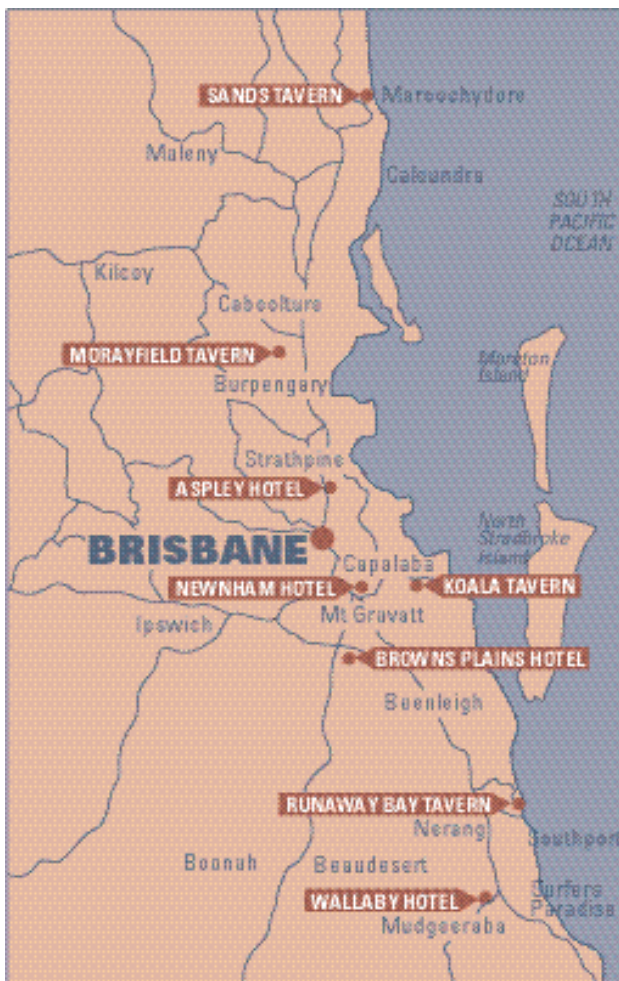 SANDS TAVERN
Maroochydore
Maleny
Caloundra
SOUTH
PACIFIC
OCEAN
Kilcoy
Caboolture
MORAYFIELD TAVERN
Moreton
Island
Burpengary
Strathpine
ASPLEY HOTEL
North
Stradbroke
Island
BRISBANE
Capalaba
NEWNHAM HOTEL
KOALA TAVERN
Mt Gravatt
Ipswich
BROWNS PLAINS HOTEL
Beenleigh
RUNAWAY BAY TAVERN
Nerang
Southport
Boonah
Beaudesert
Surfers
Paradise
WALLABY HOTEL
Mudgeeraba